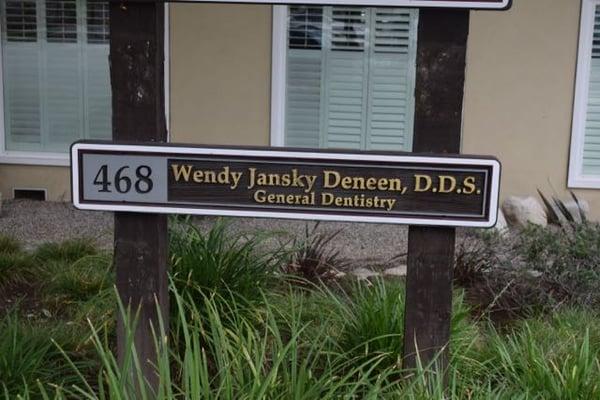 468
Wendy Jansky Deneen, D.D.S.
General Dentistry